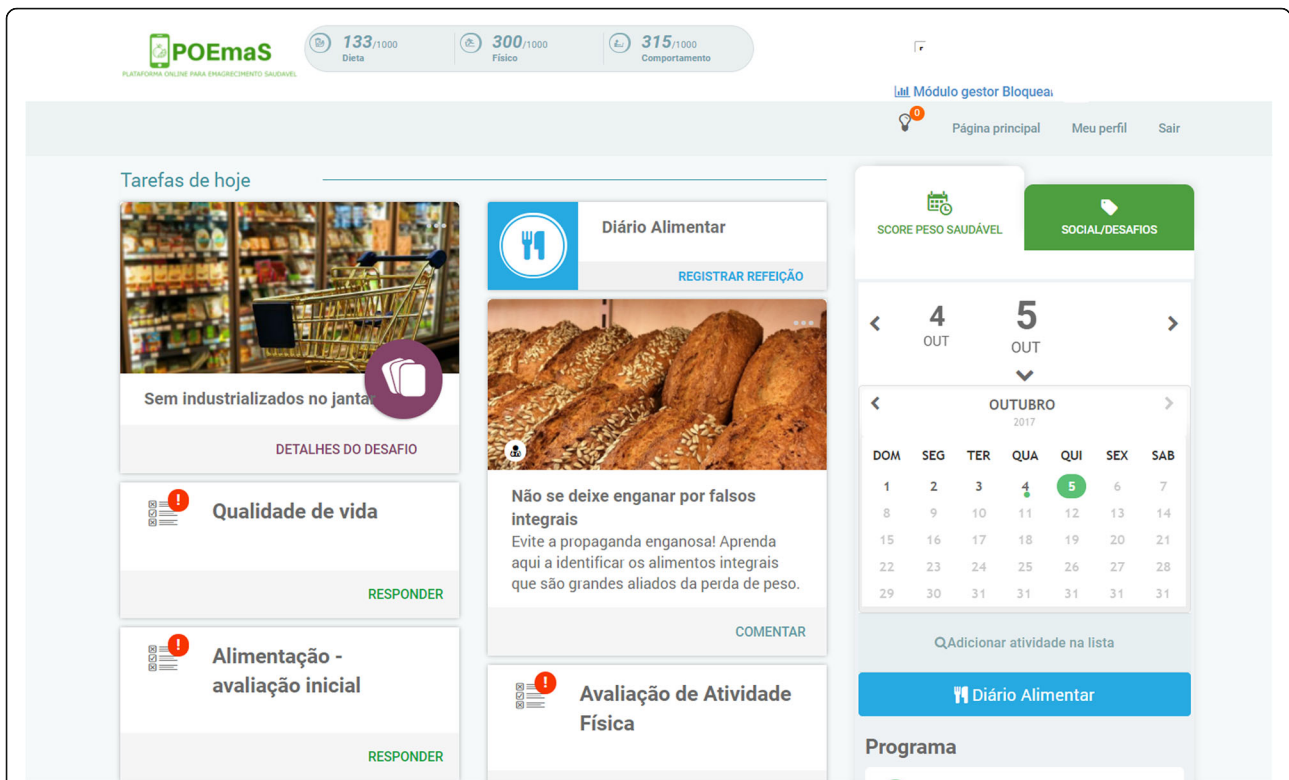 POEmaS
PLATAFORMA ONLINE PARA EMAGRECIMENTO SAUDAVEL
133/1000
Dieta
300/1000
Físico
315/1000
Comportamento
Módulo gestor Bloquea
0
Página principal
Meu perfil
Sair
Tarefas de hoje
Sem industrializados no jantar
DETALHES DO DESAFIO
!
Qualidade de vida
RESPONDER
!
Alimentação -
avaliação inicial
RESPONDER
Diário Alimentar
REGISTRAR REFEIÇÃO
Não se deixe enganar por falsos
integrais
Evite a propaganda enganosa! Aprenda
aqui a identificar os alimentos integrais
que são grandes aliados da perda de peso.
COMENTAR
!
Avaliação de Atividade
Física
SCORE PESO SAUDÁVEL
SOCIAL/DESAFIOS
4 5
OUT OUT
OUTUBRO
2017
DOM SEG TER QUA QUI SEX SAB
1 2 3 4 5 6 7
8 9 10 11 12 13 14
15 16 17 18 19 20 21
22 23 24 25 26 27 28
29 30 31 31 31 31 31
Adicionar atividade na lista
Diário Alimentar
Programa